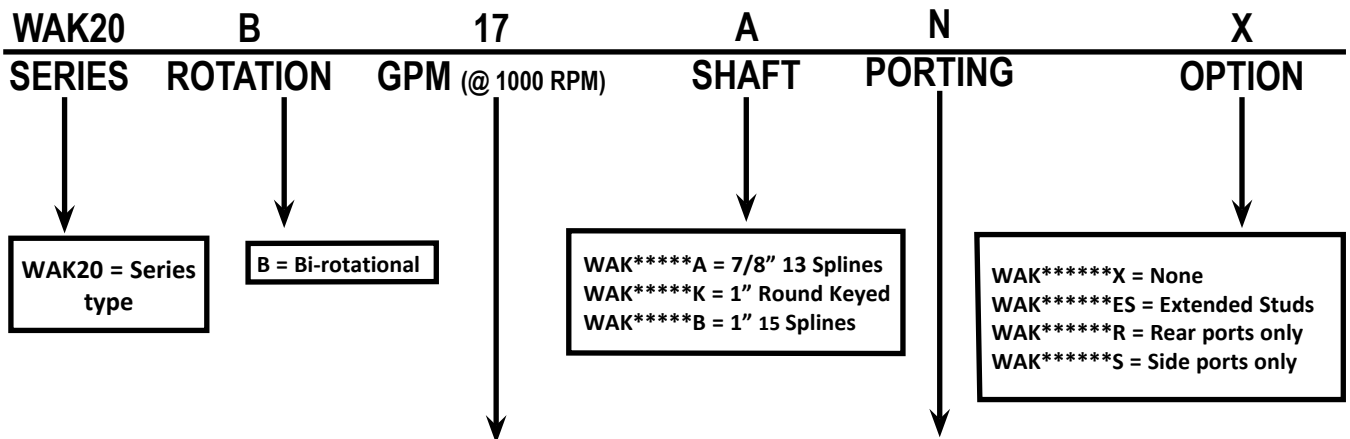 WAK20 B 17 A N X
SERIES ROTATION GPM (@ 1000 RPM) SHAFT PORTING OPTION
WAK20 = Series
type
B = Bi-rotational
WAK*****A = 7/8” 13 Splines
WAK*****K = 1” Round Keyed
WAK*****B = 1” 15 Splines
WAK******X = None
WAK******ES = Extended Studs
WAK******R = Rear ports only
WAK******S = Side ports only